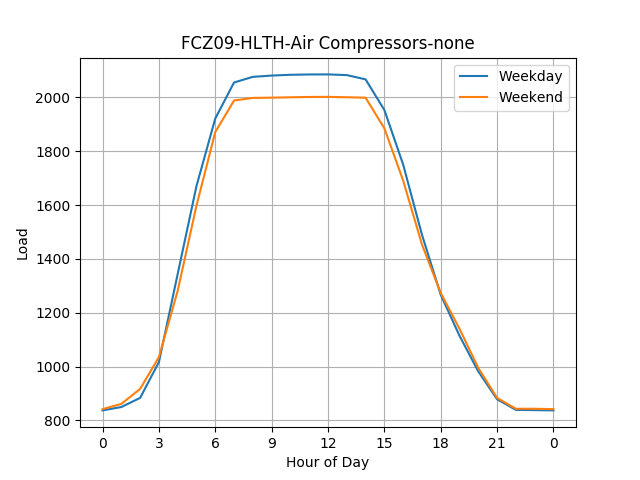 FCZ09-HLTH-Air Compressors-none
Weekday
Weekend
2000
1800
1600
1400
1200
1000
800
Load
0 3 6 9 12 15 18 21 0
Hour of Day